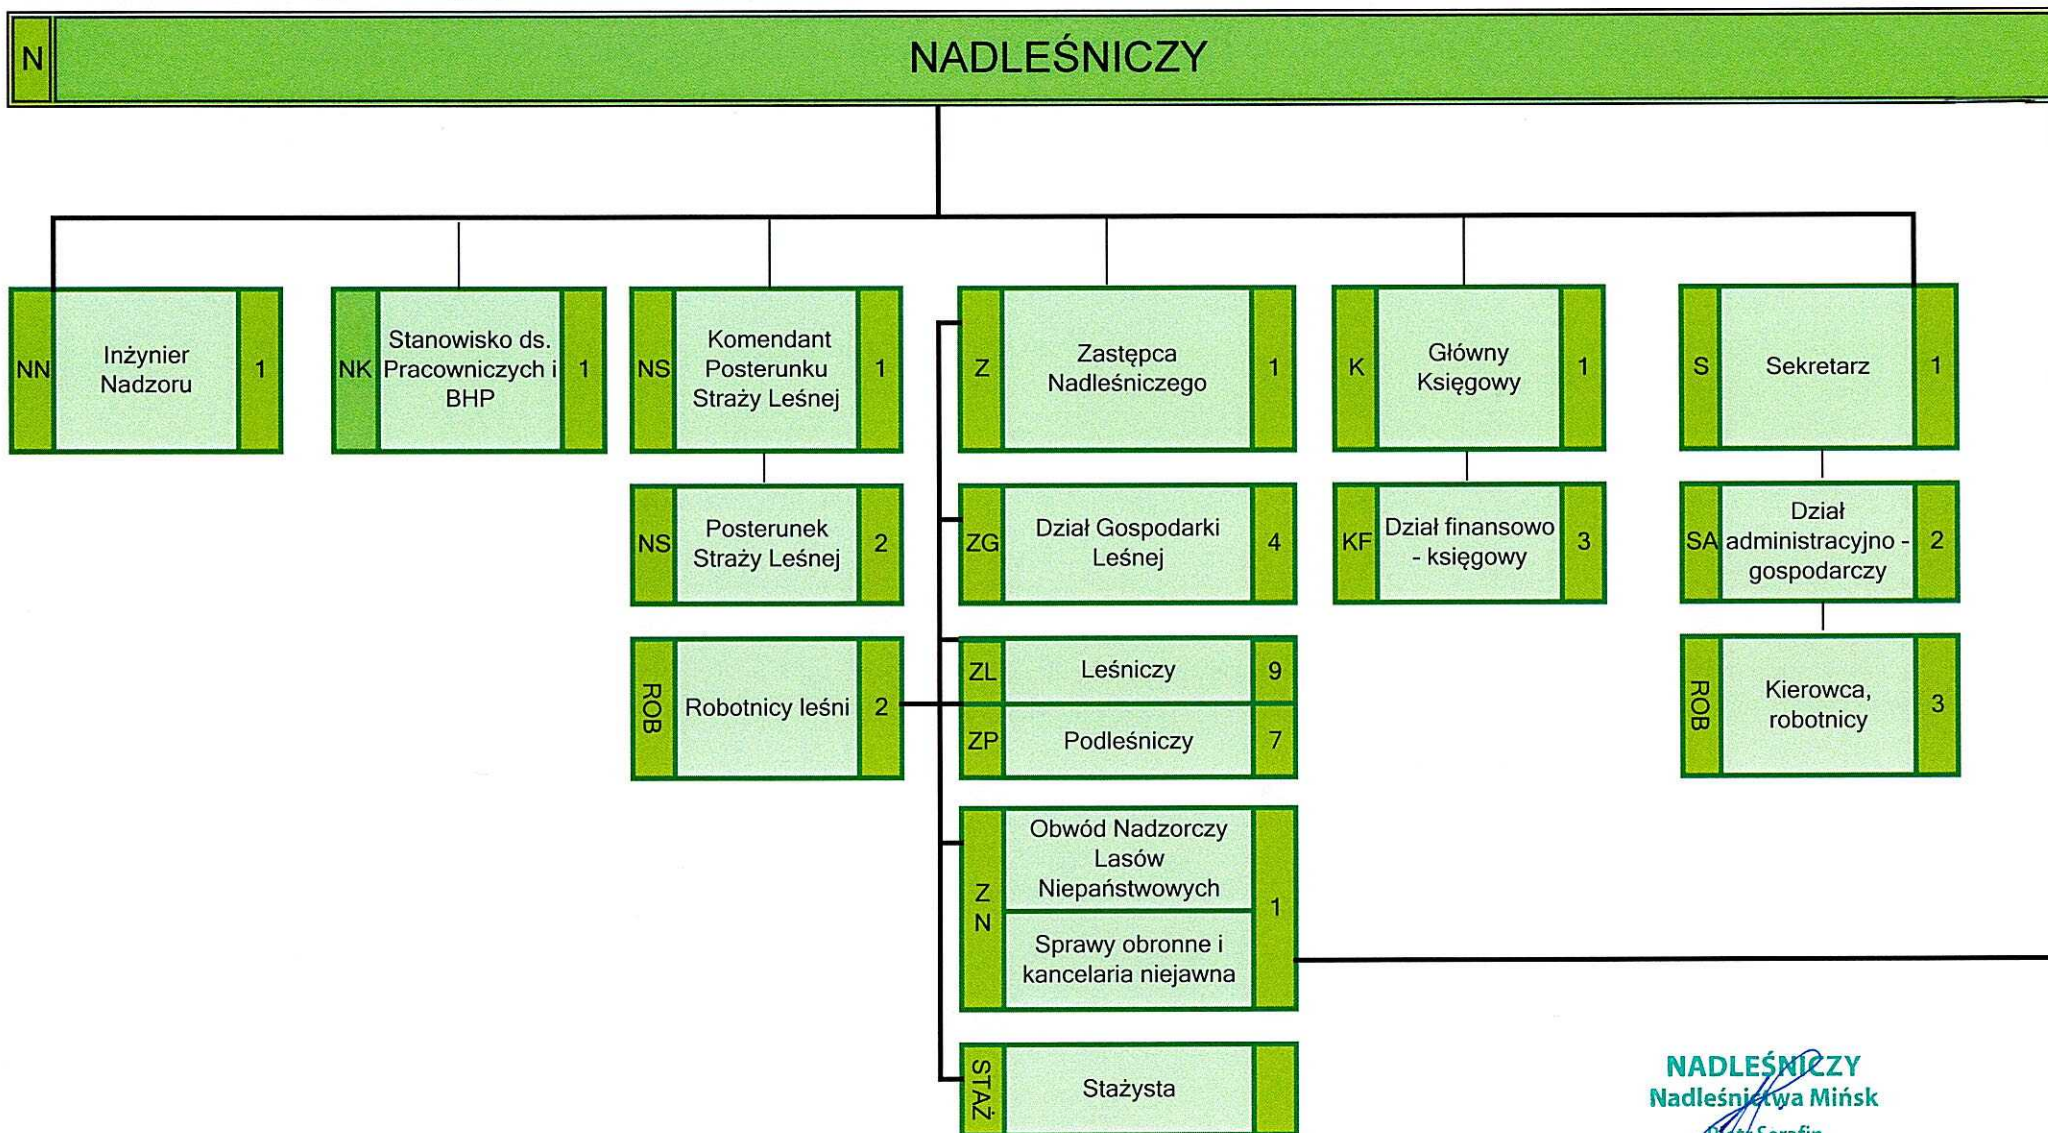 N
NADLEŚNICZY
NN
Inżynier
Nadzoru
1
NK
Stanowisko ds.
Pracowniczych i
BHP
1
NS
Komendant
Posterunku
Straży Leśnej
1
Z
Zastępca
Nadleśniczego
1
K
Główny
Księgowy
1
S
Sekretarz
1
NS
Posterunek
Straży Leśnej
2
ZG
Dział Gospodarki
Leśnej
4
KF
Dział finansowo
- księgowy
3
SA
Dział
administracyjno -
gospodarczy
2
ROB
Robotnicy leśni
2
ZL
Leśniczy
9
ZP
Podleśniczy
7
ROB
Kierowca,
robotnicy
3
Z
N
Obwód Nadzorczy
Lasów
Niepaństwowych
Sprawy obronne i
kancelaria niejawna
1
STAŻ
Stażysta
NADLEŚNICZY
Nadleśnictwa Mińsk
Piotr Serafin